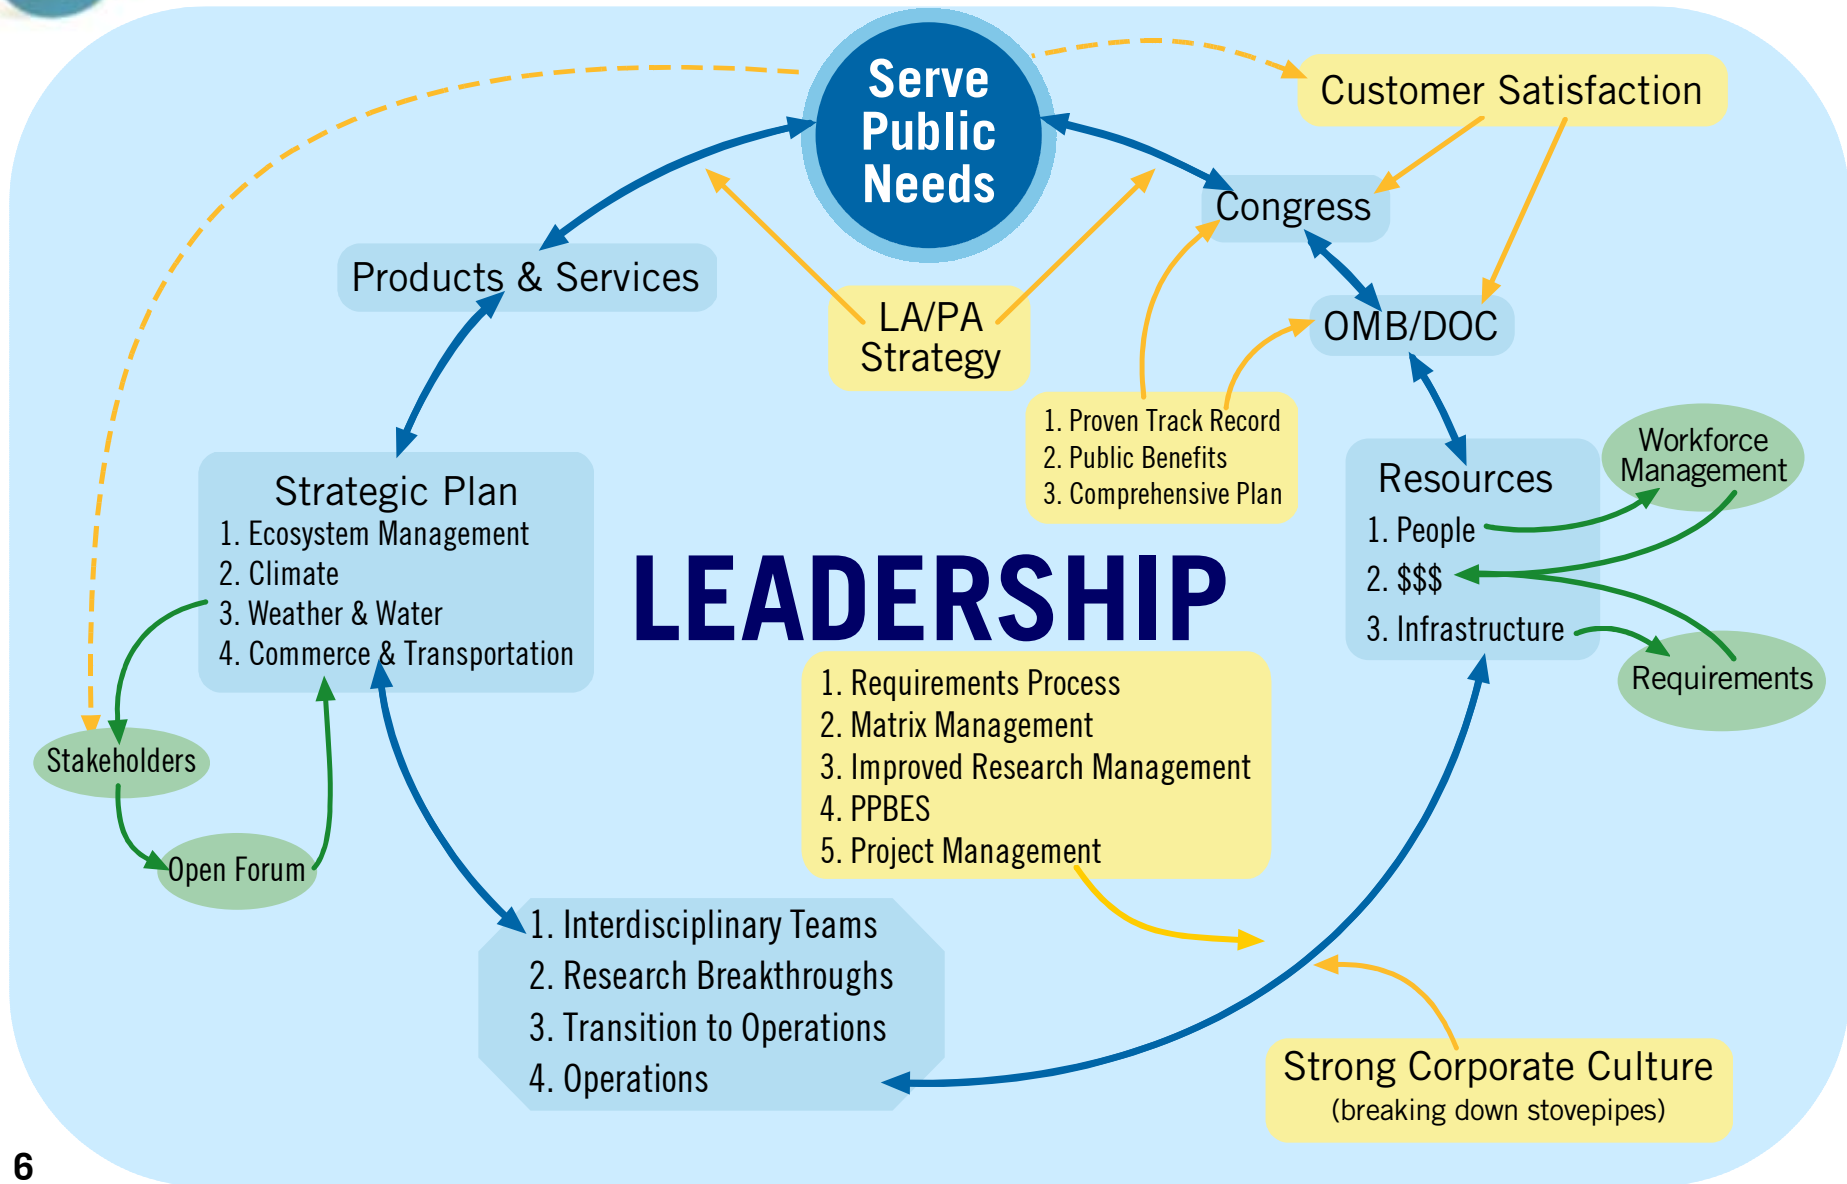 Serve
Public
Needs
Customer Satisfaction
Congress
Products & Services
LA/PA
Strategy
OMB/DOC
1. Proven Track Record
2. Public Benefits
3. Comprehensive Plan
Workforce
Management
Strategic Plan
1. Ecosystem Management
2. Climate
3. Weather & Water
4. Commerce & Transportation
Resources
1. People
2. $$$
3. Infrastructure
LEADERSHIP
Requirements
1. Requirements Process
2. Matrix Management
3. Improved Research Management
4. PPBES
5. Project Management
Stakeholders
Open Forum
1. Interdisciplinary Teams
2. Research Breakthroughs
3. Transition to Operations
4. Operations
Strong Corporate Culture
(breaking down stovepipes)
6